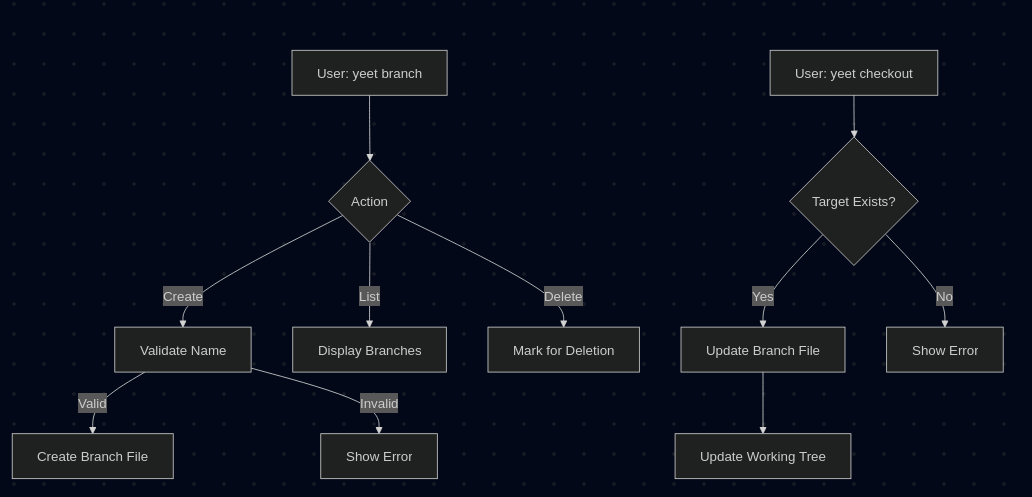 User: yeet branch
User: yeet checkout
Action
Target Exists?
Create
List
Delete
Yes
No
Validate Name
Display Branches
Mark for Deletion
Update Branch File
Show Error
Valid
Invalid
Create Branch File
Show Error
Update Working Tree